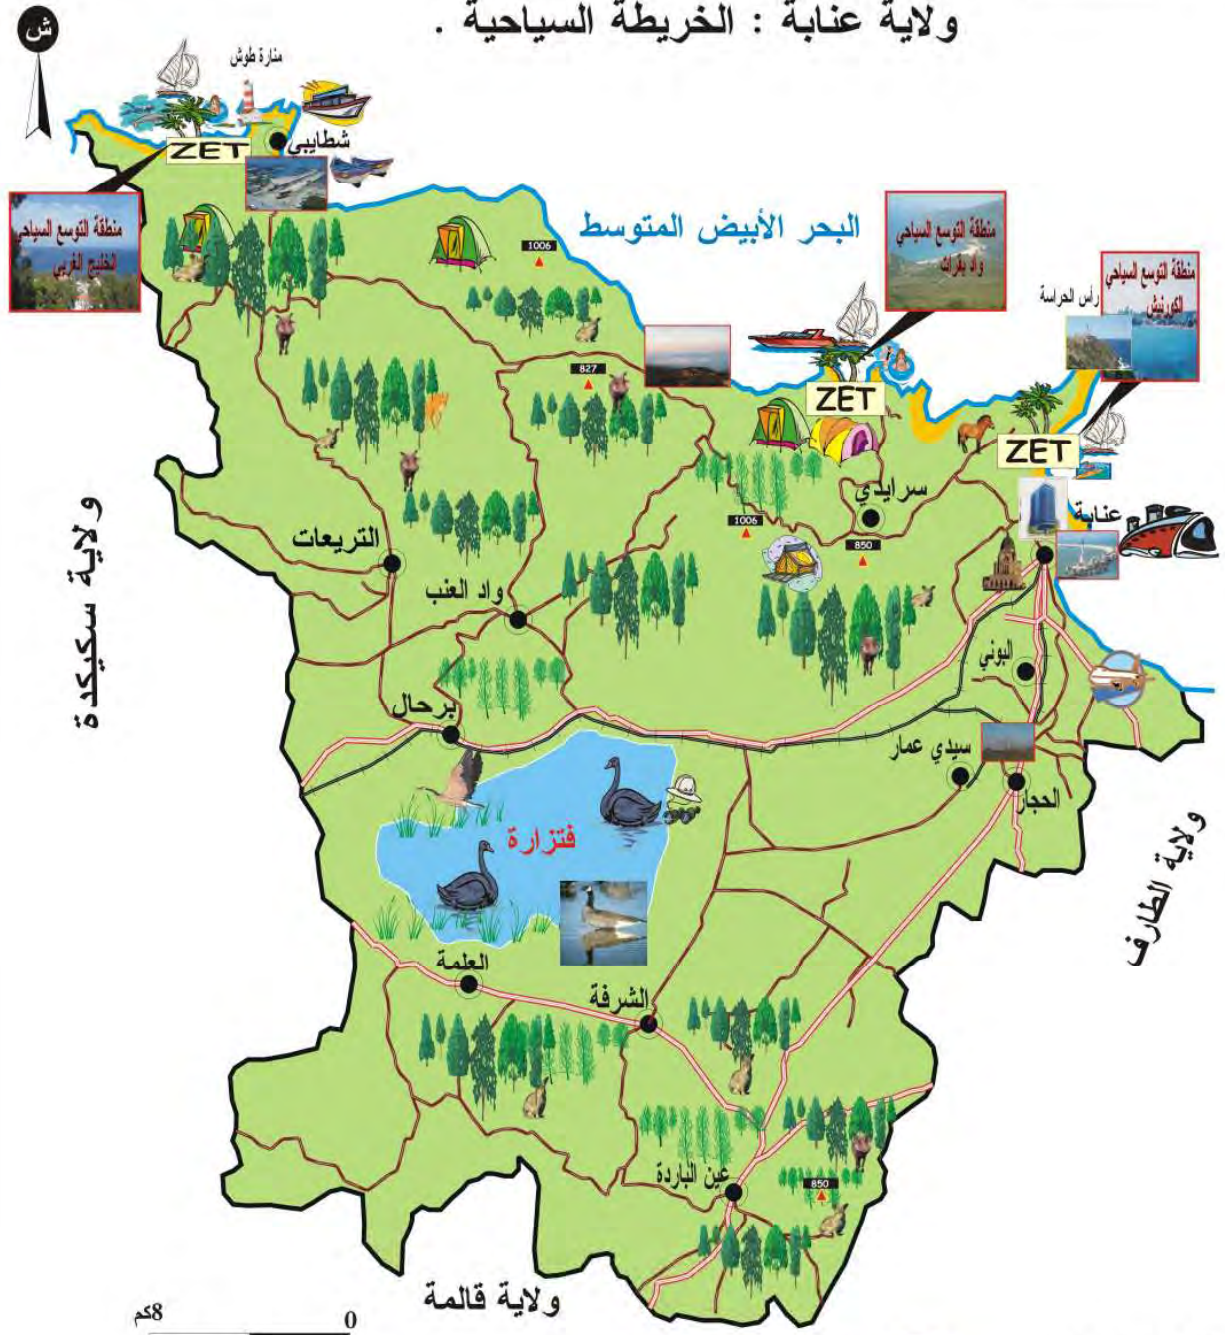 ولاية عنابة : الخريطة السياحية .
ش
منارة طوش
شطايبي
ZET
منطقة التوسع السياحي
الخليج الغربي
البحر الأبيض المتوسط
1006
827
منطقة التوسع السياحي
واد بقرات
منطقة التوسع السياحي
الكورنيش
رأس الحراسة
ZET
ZET
سرايدي
1006
850
عنابة
التريعات
واد العنب
ولاية سكيكدة
البوني
برحال
سيدي عمار
الحجار
فتزارة
ولاية الطارف
العلمة
الشرفة
عين الباردة
850
ولاية قالمة
8كم
0